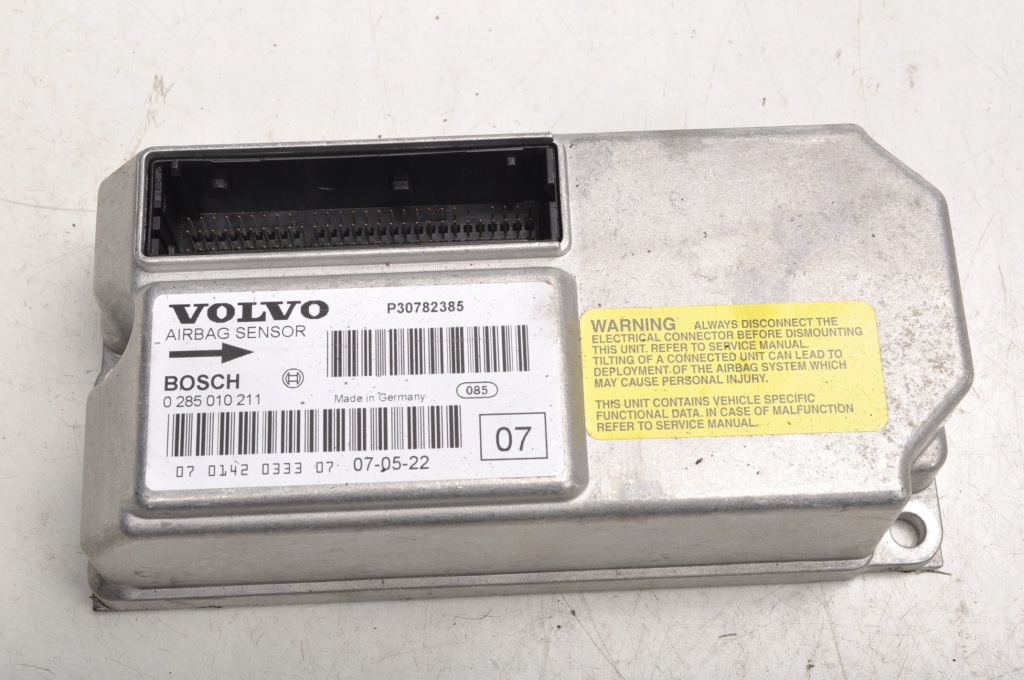 VOLVO
P30782385
AIRBAG SENSOR
BOSCH
0 285 010 211
Made in Germany
085
07 0142 0333 07 07-05-22
07
WARNING ALWAYS DISCONNECT THE
ELECTRICAL CONNECTOR BEFORE DISMOUNTING
THIS UNIT. REFER TO SERVICE MANUAL.
TILTING OF A CONNECTED UNIT CAN LEAD TO
DEPLOYMENT OF THE AIRBAG SYSTEM WHICH
MAY CAUSE PERSONAL INJURY.
THIS UNIT CONTAINS VEHICLE SPECIFIC
FUNCTIONAL DATA. IN CASE OF MALFUNCTION
REFER TO SERVICE MANUAL.